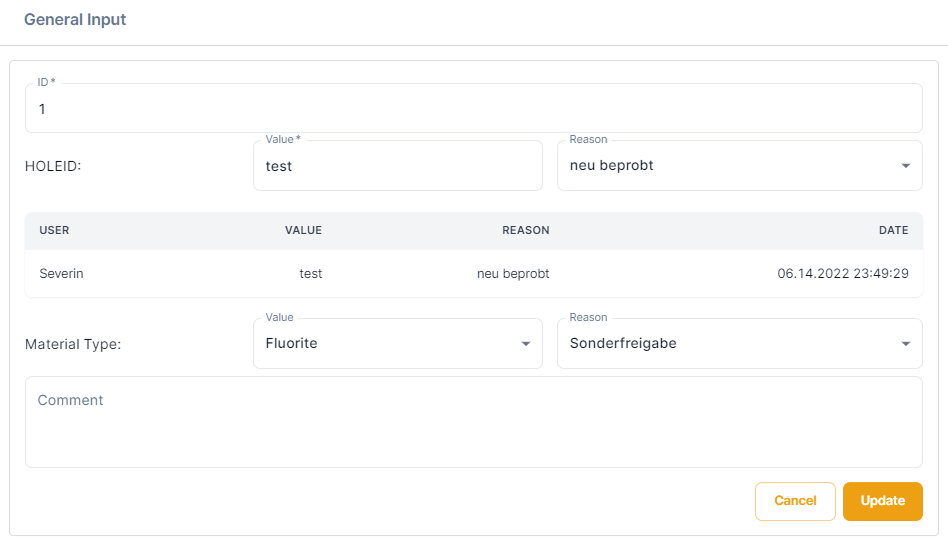 General Input
ID *
1
HOLEID:
Value *
test
Reason
neu beprobt
USER VALUE REASON DATE
Severin test neu beprobt 06.14.2022 23:49:29
Material Type:
Value
Fluorite
Reason
Sonderfreigabe
Comment
Cancel Update